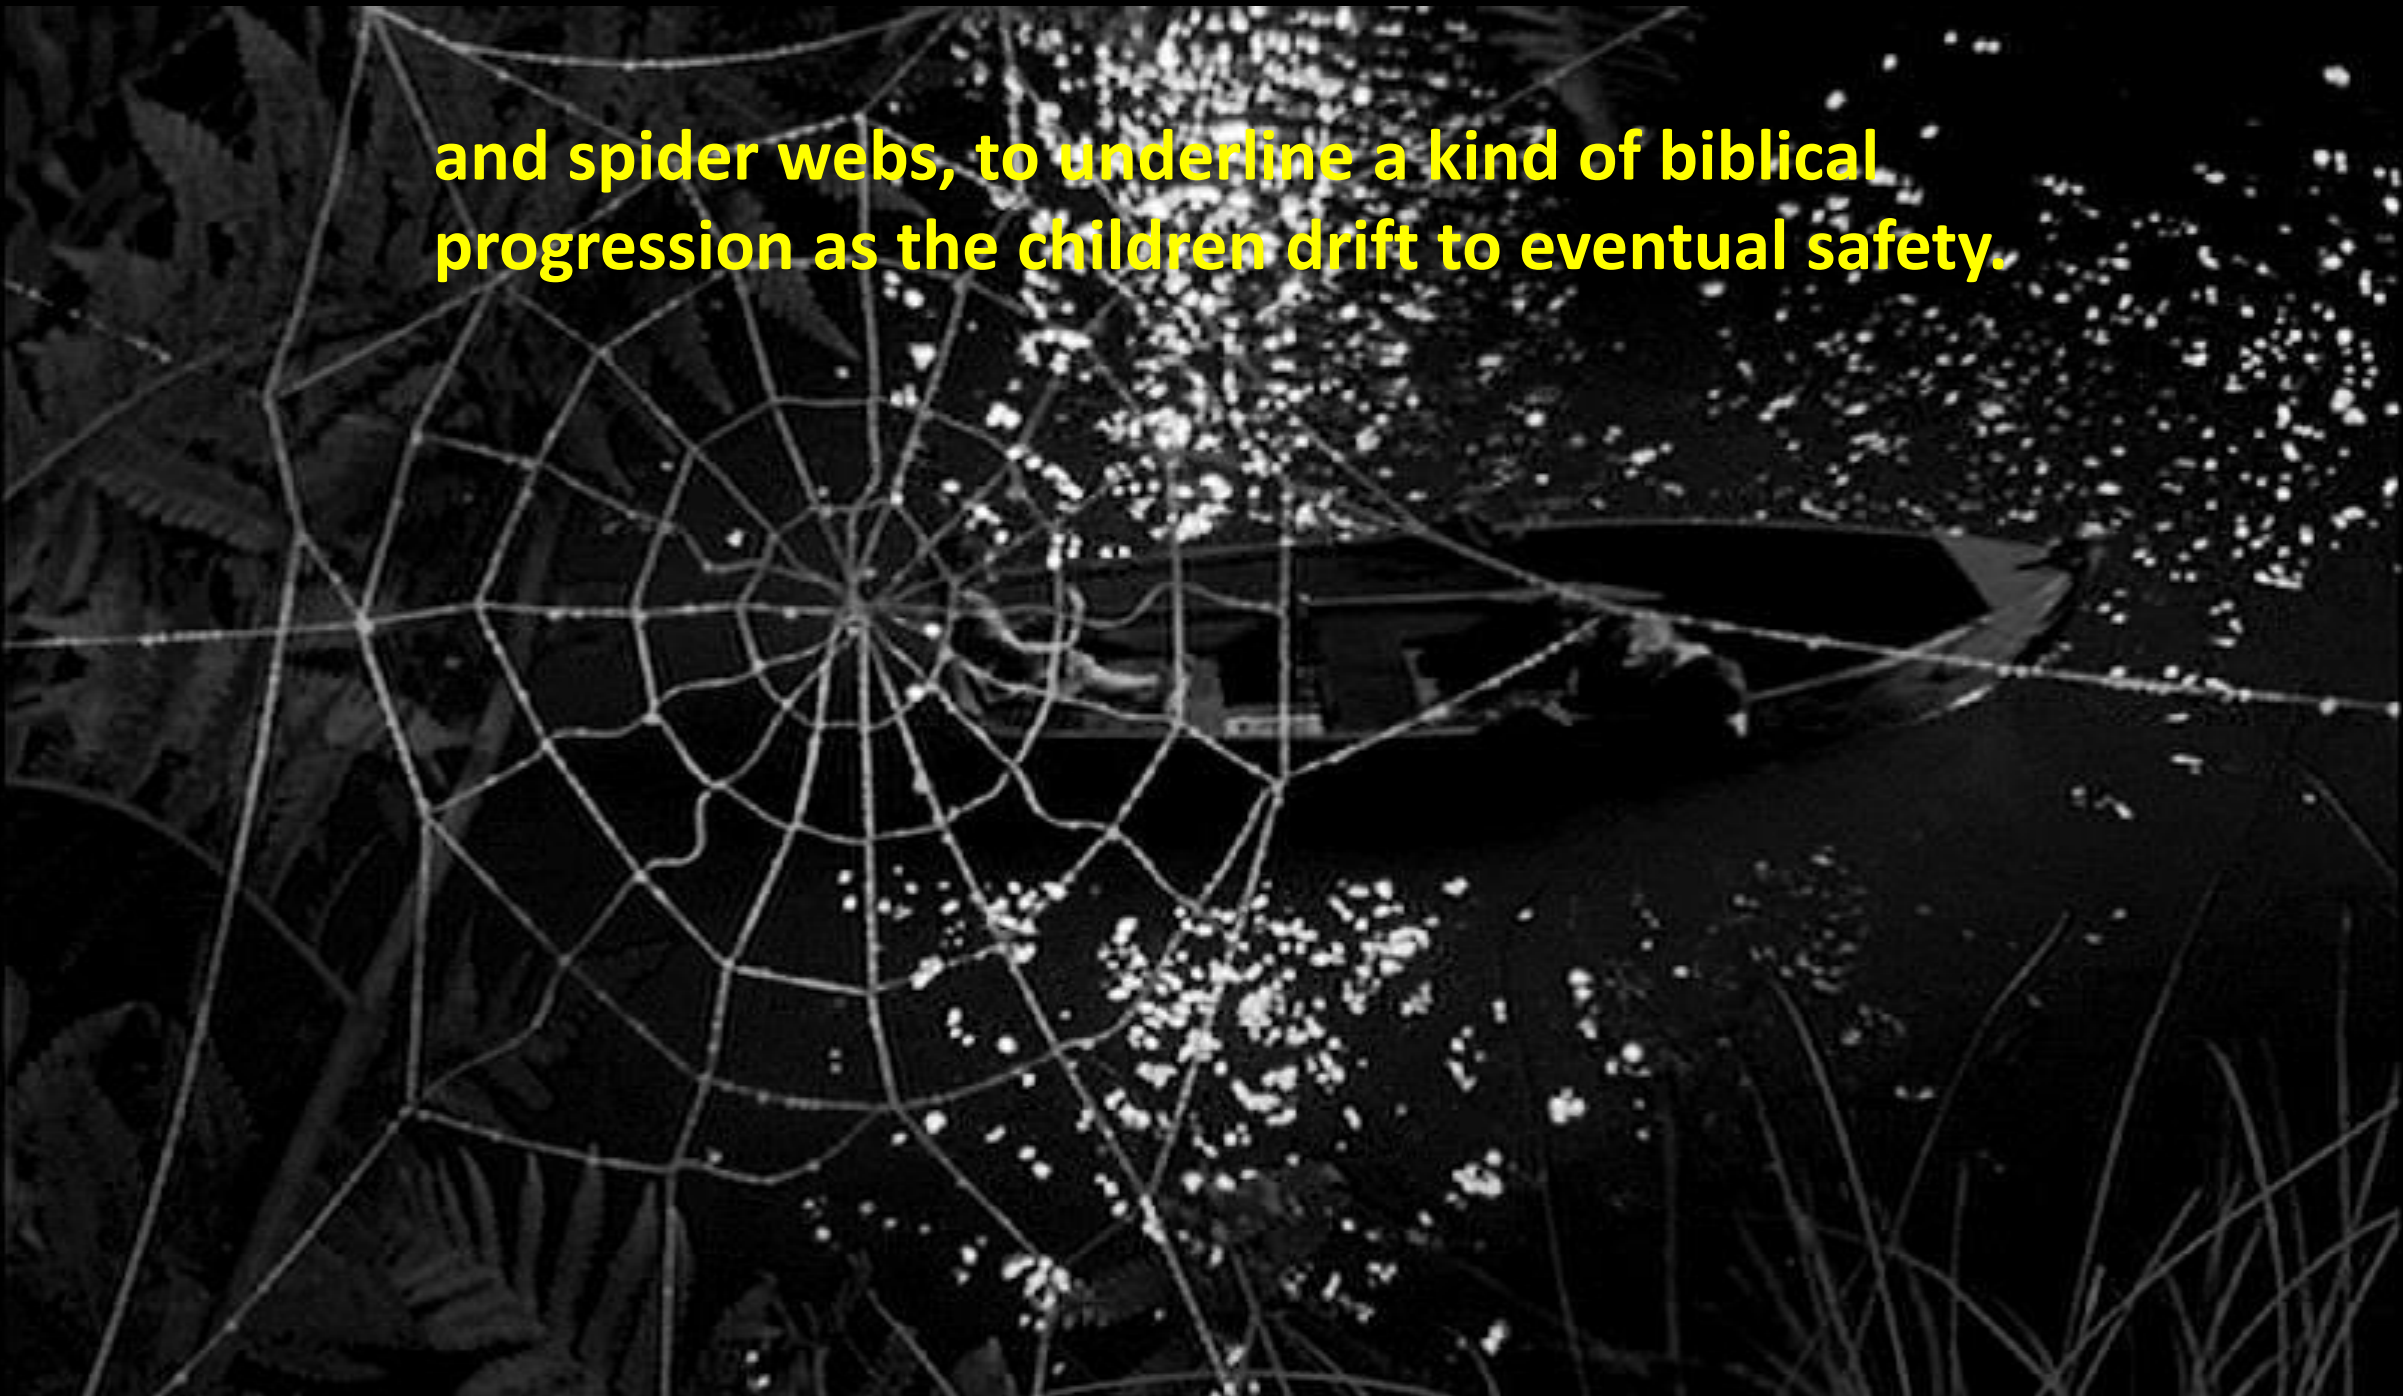 and spider webs, to underline a kind of biblical
progression as the children drift to eventual safety.